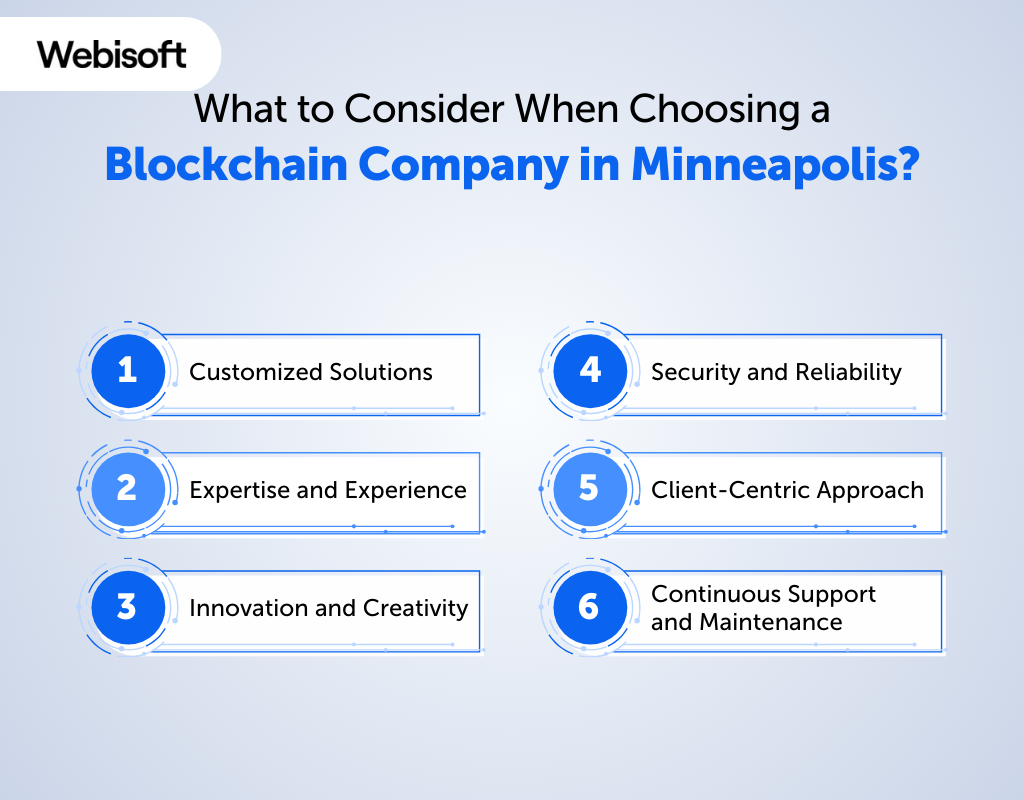 Webisoft
What to Consider When Choosing a
Blockchain Company in Minneapolis?
1
Customized Solutions
2
Expertise and Experience
3
Innovation and Creativity
4
Security and Reliability
5
Client-Centric Approach
6
Continuous Support
and Maintenance